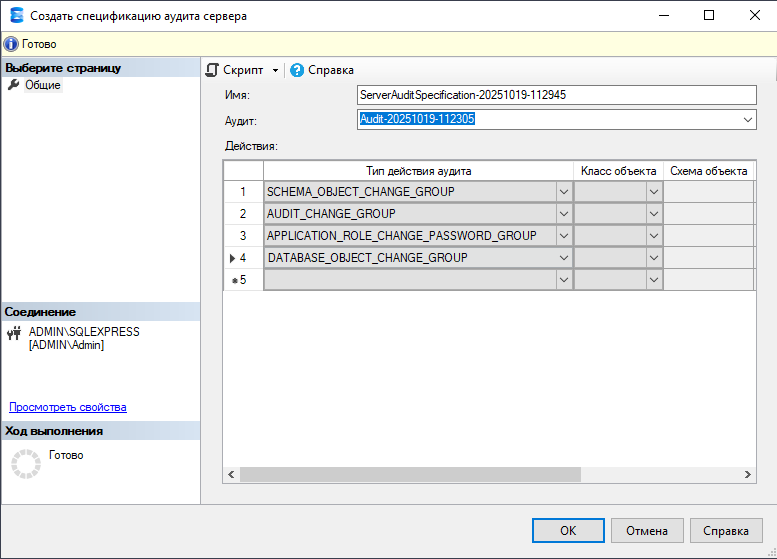 Создать спецификацию аудита сервера
Готово
Выберите страницу
Общие
Скрипт
Справка
Имя: ServerAuditSpecification-20251019-112945
Аудит: Audit-20251019-112305
Действия:
Тип действия аудита Класс объекта Схема объекта
1 SCHEMA_OBJECT_CHANGE_GROUP
2 AUDIT_CHANGE_GROUP
3 APPLICATION_ROLE_CHANGE_PASSWORD_GROUP
4 DATABASE_OBJECT_CHANGE_GROUP
5
Соединение
ADMIN\SQLEXPRESS
[ADMIN\Admin]
Просмотреть свойства
Ход выполнения
Готово
OK Отмена Справка